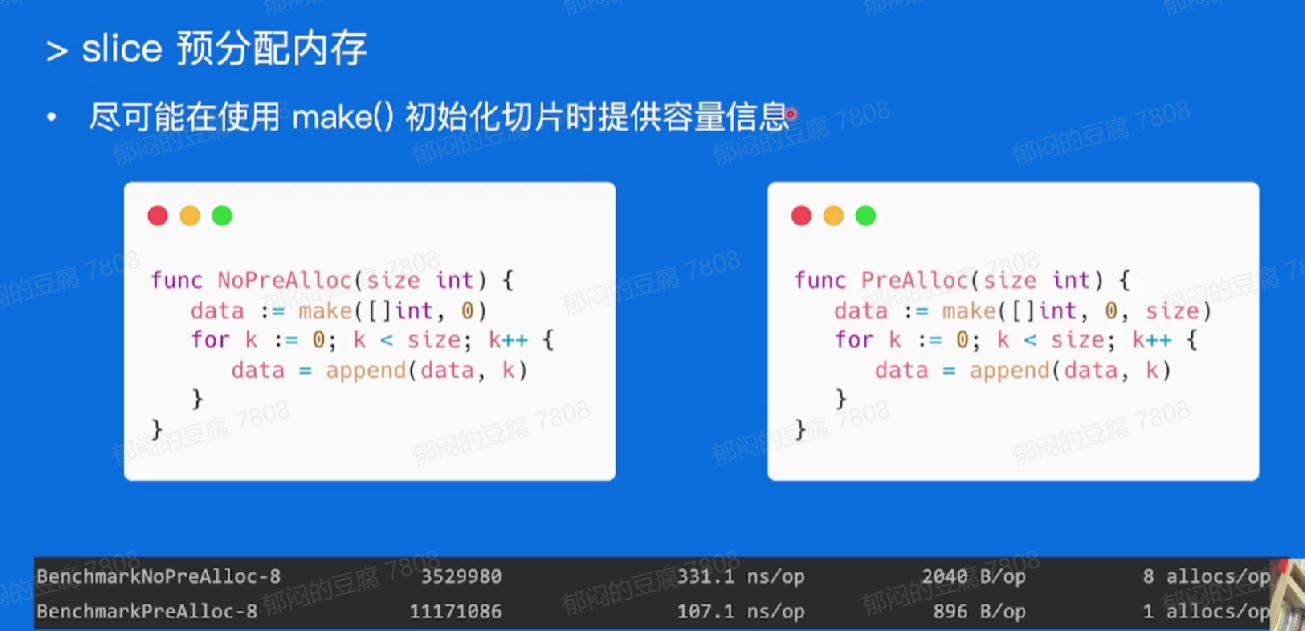 > slice 预分配内存
• 尽可能在使用 make() 初始化切片时提供容量信息
func NoPreAlloc(size int) {
data := make([]int, 0)
for k := 0; k < size; k++ {
data = append(data, k)
}
}
func PreAlloc(size int) {
data := make([]int, 0, size)
for k := 0; k < size; k++ {
data = append(data, k)
}
}
BenchmarkNoPreAlloc-8 3529980 331.1 ns/op 2040 B/op 8 allocs/op
BenchmarkPreAlloc-8 11171086 107.1 ns/op 896 B/op 1 allocs/op
郁闷的豆腐 7808